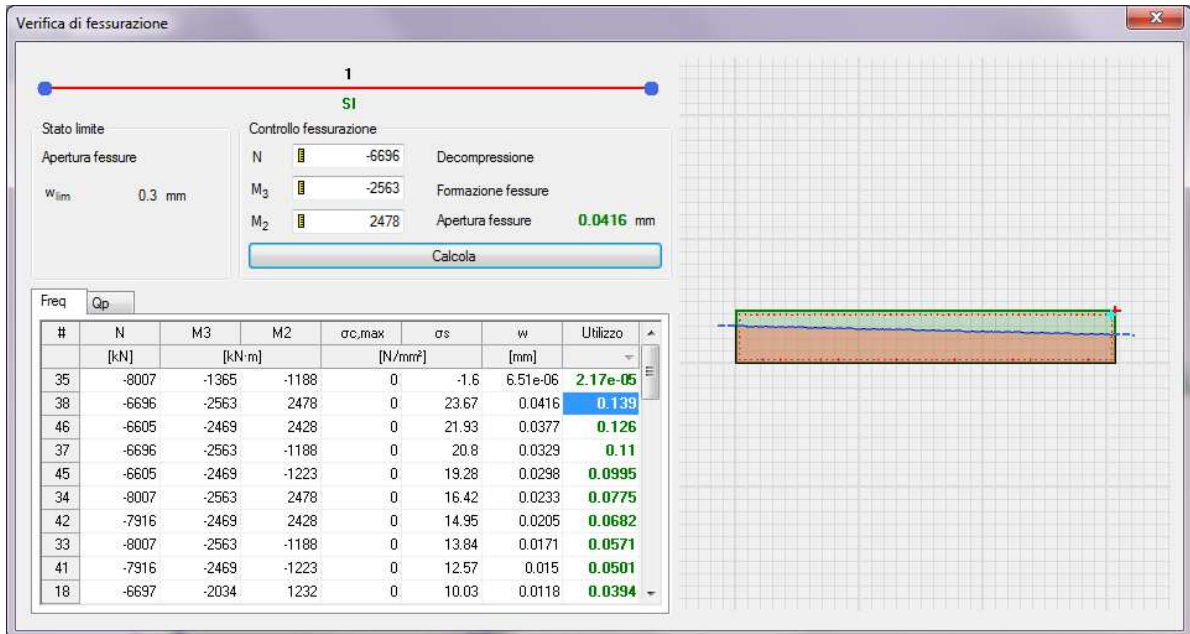 Verifica di fessurazione
1
SI
Stato limite
Apertura fessure
wlim 0.3 mm
Controllo fessurazione
N -6696 Decompressione
M3 -2563 Formazione fessure
M2 2478 Apertura fessure 0.0416 mm
Calcola
Freq Qp
# N M3 M2 σc,max σs w Utilizzo
[kN] [kN·m] [N/mm²] [mm]
35 -8007 -1365 -1188 0 -1.6 6.51e-06 2.17e-05
38 -6696 -2563 2478 0 23.67 0.0416 0.139
46 -6605 -2469 2428 0 21.93 0.0377 0.126
37 -6696 -2563 -1188 0 20.8 0.0329 0.11
45 -6605 -2469 -1223 0 19.28 0.0298 0.0995
34 -8007 -2563 2478 0 16.42 0.0233 0.0775
42 -7916 -2469 2428 0 14.95 0.0205 0.0682
33 -8007 -2563 -1188 0 13.84 0.0171 0.0571
41 -7916 -2469 -1223 0 12.57 0.015 0.0501
18 -6697 -2034 1232 0 10.03 0.0118 0.0394